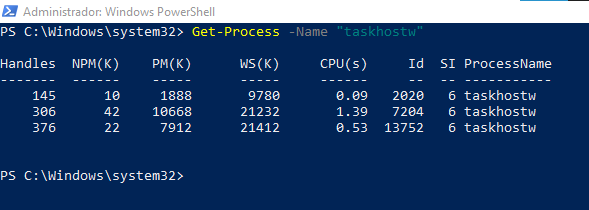 Administrador: Windows PowerShell
PS C:\Windows\system32> Get-Process -Name "taskhostw"
Handles  NPM(K)    PM(K)      WS(K)     CPU(s)     Id  SI ProcessName
-------  ------    -----      -----     ------     --  -- -----------
    145      10     1888       9780       0.09   2020   6 taskhostw
    306      42    10668      21232       1.39   7204   6 taskhostw
    376      22     7912      21412       0.53  13752   6 taskhostw
PS C:\Windows\system32>